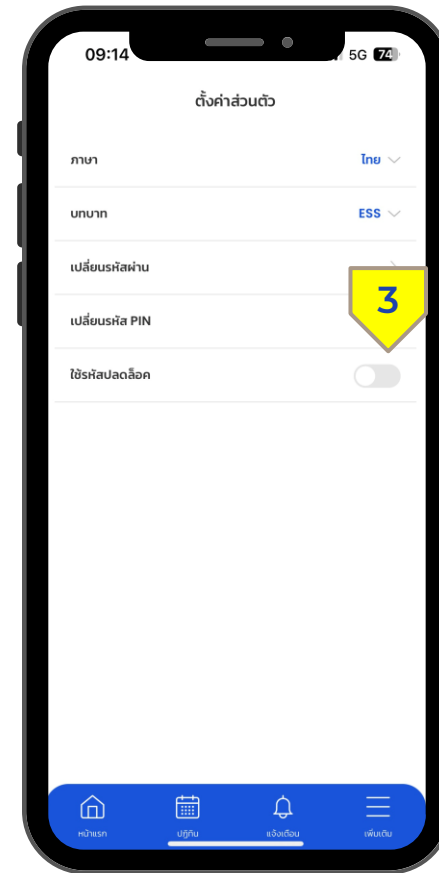 09:14
5G 74
ตั้งค่าส่วนตัว
ภาษา ไทย
บทบาท ESS
เปลี่ยนรหัสผ่าน
3
เปลี่ยนรหัส PIN
ใช้รหัสปลดล็อค
หน้าแรก ปฏิทิน แจ้งเตือน เพิ่มเติม